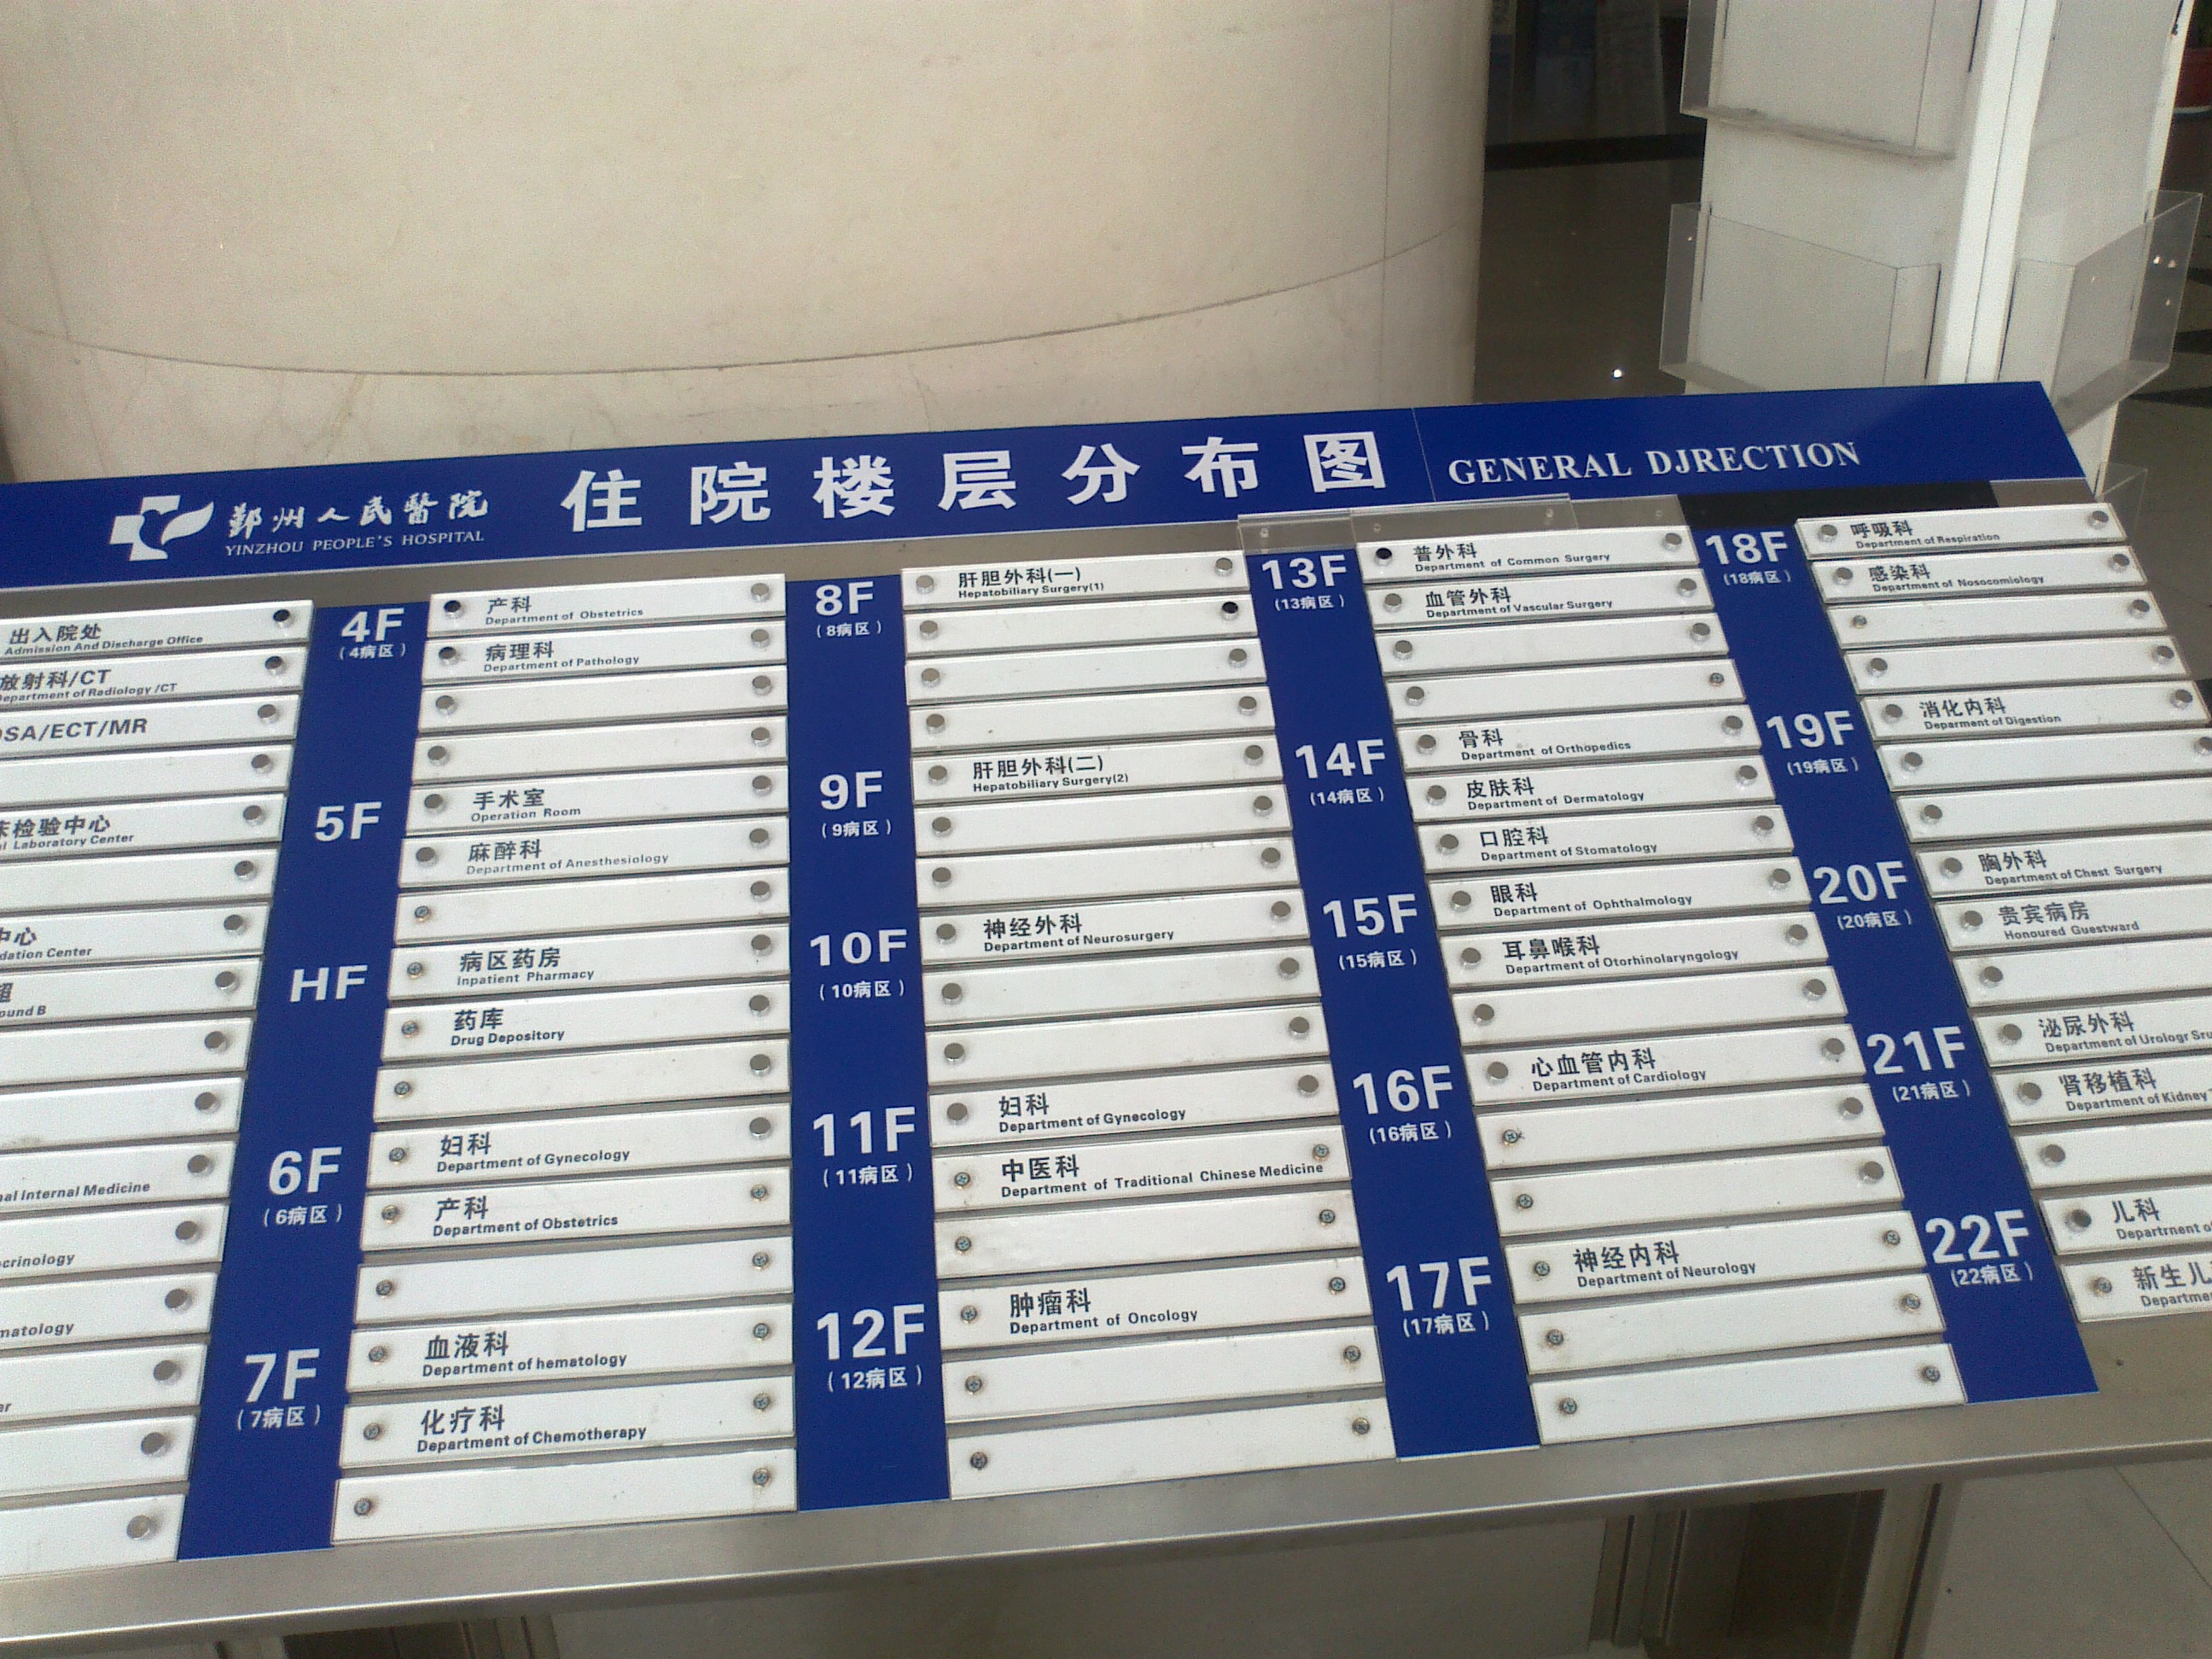 鄞州人民醫院
YINZHOU PEOPLE'S HOSPITAL
住院楼层分布图
GENERAL DJRECTION
出入院处
Admission And Discharge Office
放射科/CT
Department of Radiology /CT
DSA/ECT/MR
检验中心
Laboratory Center
中心
Center
Internal Medicine
4F
(4病区)
产科
Department of Obstetrics
病理科
Department of Pathology
5F
手术室
Operation Room
麻醉科
Department of Anesthesiology
HF
病区药房
Inpatient Pharmacy
药库
Drug Depository
6F
(6病区)
妇科
Department of Gynecology
产科
Department of Obstetrics
7F
(7病区)
血液科
Department of hematology
化疗科
Department of Chemotherapy
8F
(8病区)
肝胆外科(一)
Hepatobiliary Surgery(1)
9F
(9病区)
肝胆外科(二)
Hepatobiliary Surgery(2)
10F
(10病区)
神经外科
Department of Neurosurgery
11F
(11病区)
妇科
Department of Gynecology
中医科
Department of Traditional Chinese Medicine
12F
(12病区)
肿瘤科
Department of Oncology
13F
(13病区)
普外科
Department of Common Surgery
血管外科
Department of Vascular Surgery
14F
(14病区)
骨科
Department of Orthopedics
皮肤科
Department of Dermatology
口腔科
Department of Stomatology
15F
(15病区)
眼科
Department of Ophthalmology
耳鼻喉科
Department of Otorhinolaryngology
16F
(16病区)
心血管内科
Department of Cardiology
17F
(17病区)
神经内科
Department of Neurology
18F
(18病区)
呼吸科
Department of Respiration
感染科
Department of Nosocomiology
19F
(19病区)
消化内科
Deparment of Digestion
20F
(20病区)
胸外科
Department of Chest Surgery
贵宾病房
Honoured Guestward
21F
(21病区)
泌尿外科
Department of Urologr
肾移植科
Department of Kidney
22F
(22病区)
儿科
Department
新生儿